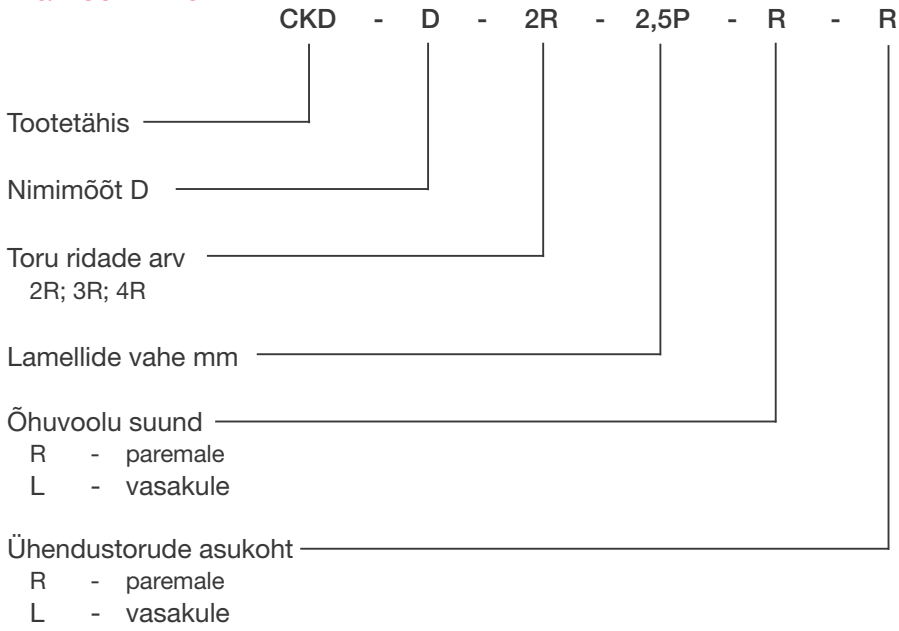 CKD - D - 2R - 2,5P - R - R
Tootetähis
Nimimõõt D
Toru ridade arv
2R; 3R; 4R
Lamellide vahe mm
Õhuvoolu suund
R - paremale
L - vasakule
Ühendustorude asukoht
R - paremale
L - vasakule